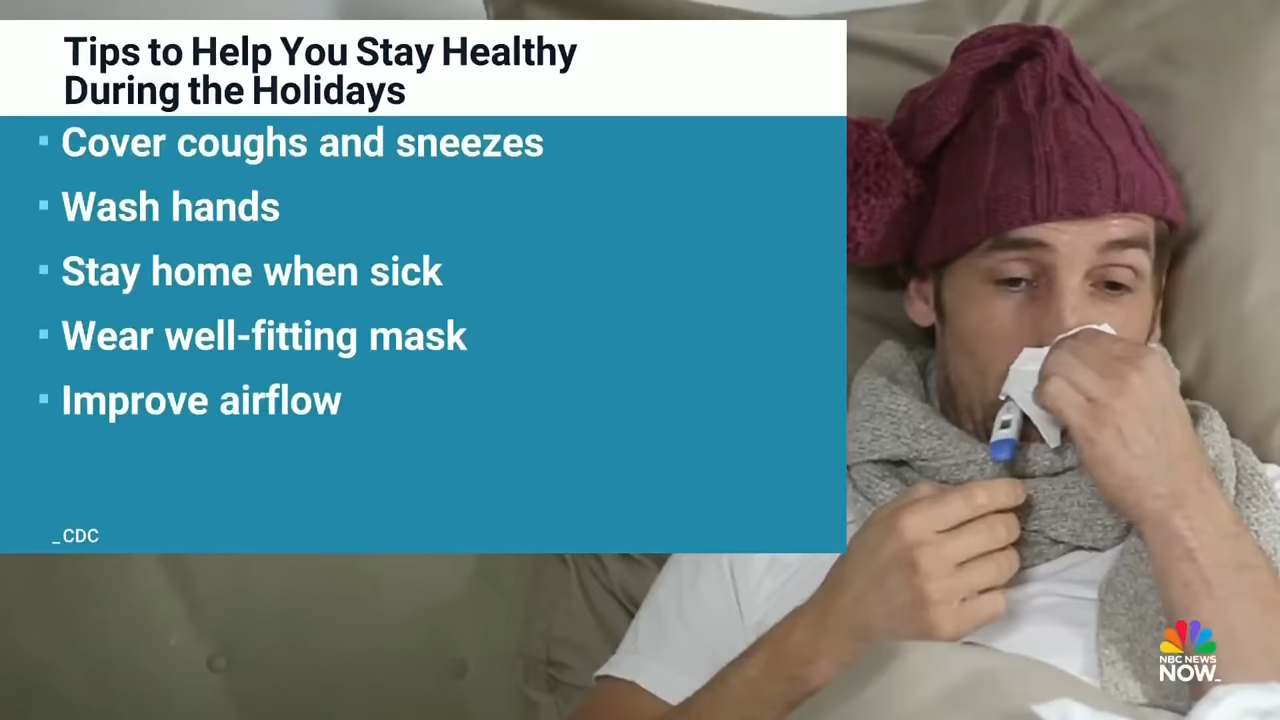 Tips to Help You Stay Healthy
During the Holidays
Cover coughs and sneezes
Wash hands
Stay home when sick
Wear well-fitting mask
Improve airflow
_CDC
NBC NEWS
NOW_